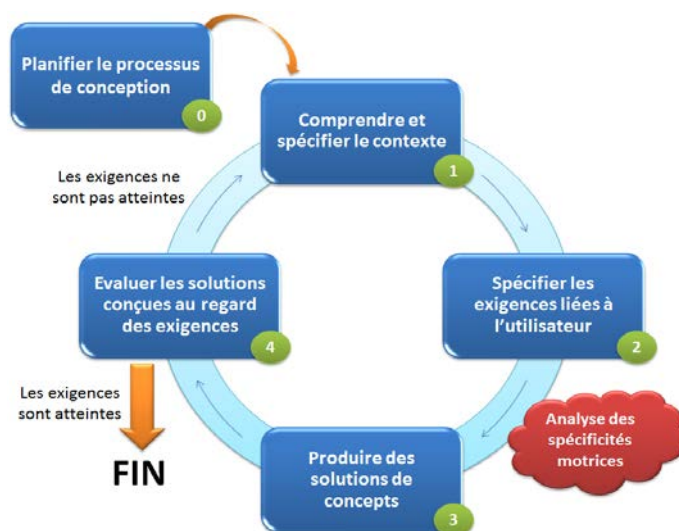 Planifier le processus
de conception
0
Comprendre et
spécifier le contexte
1
Les exigences ne
sont pas atteintes
Evaluer les solutions
conçues au regard
des exigences
4
Spécifier les
exigences liées à
l'utilisateur
2
Les exigences
sont atteintes
FIN
Analyse des
spécificités
motrices
Produire des
solutions de
concepts
3